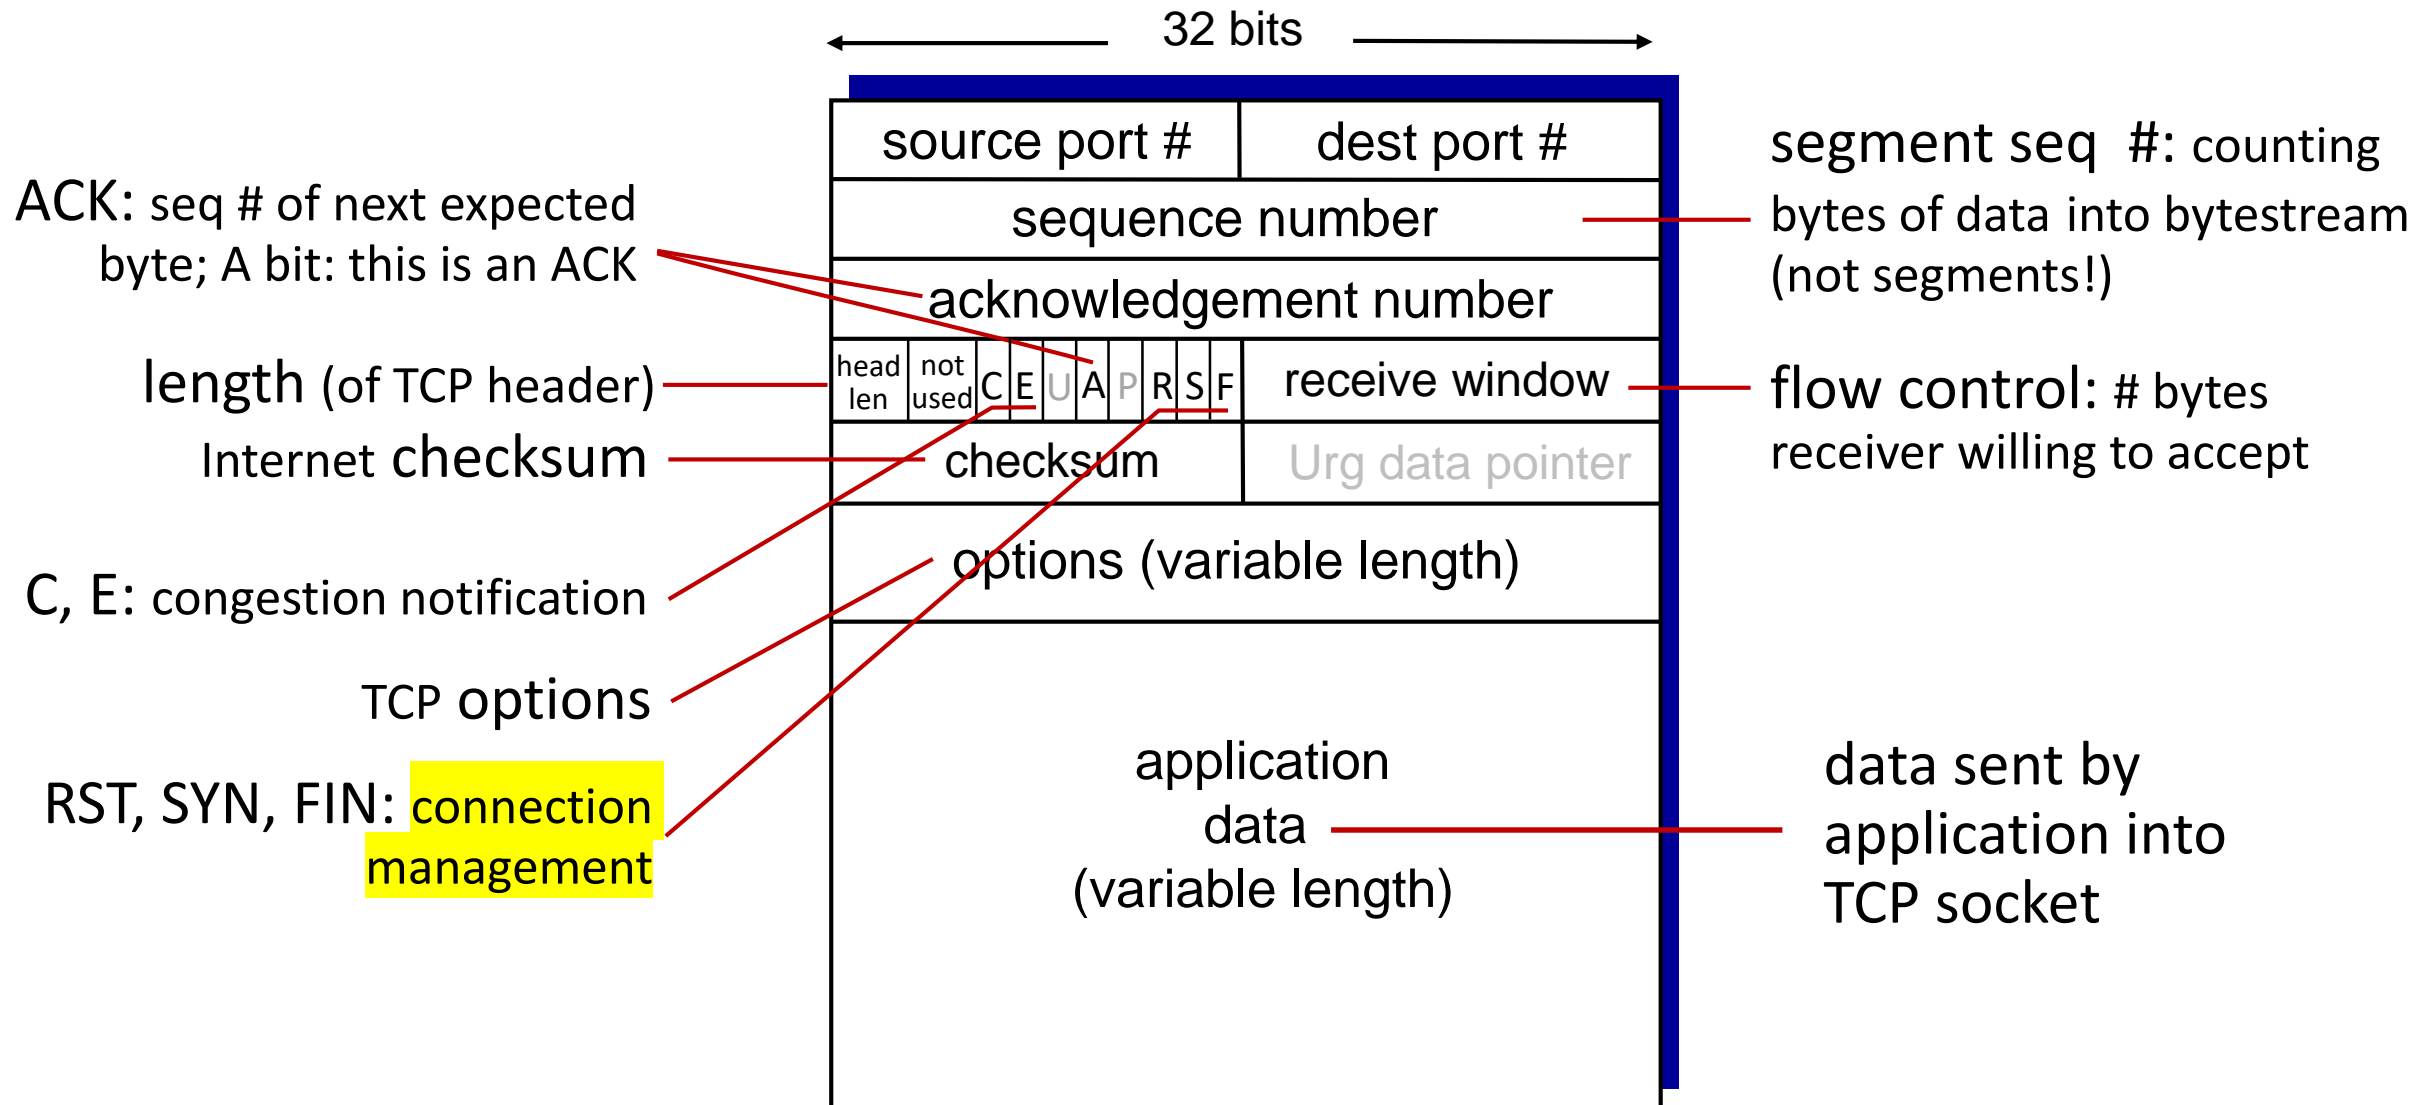 32 bits
source port #
dest port #
segment seq #: counting
bytes of data into bytestream
(not segments!)
ACK: seq # of next expected
byte; A bit: this is an ACK
sequence number
acknowledgement number
length (of TCP header)
head
len
not
used
C
E
U
A
P
R
S
F
receive window
flow control: # bytes
receiver willing to accept
Internet checksum
checksum
Urg data pointer
options (variable length)
C, E: congestion notification
TCP options
RST, SYN, FIN: connection
management
application
data
(variable length)
data sent by
application into
TCP socket